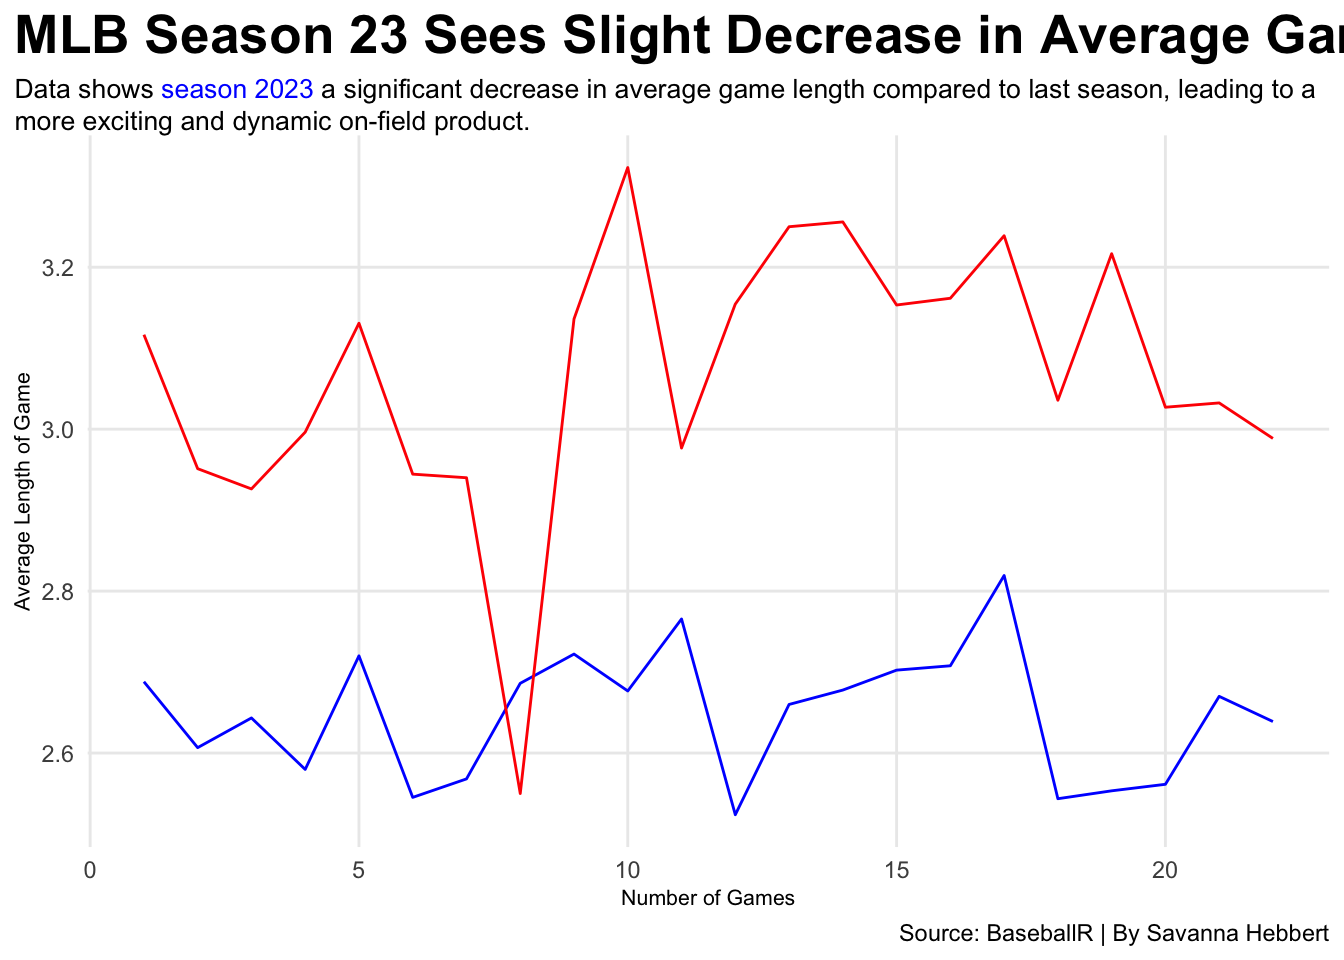 MLB Season 23 Sees Slight Decrease in Average
Data shows season 2023 a significant decrease in average game length compared to last season, leading to a
more exciting and dynamic on-field product.
3.2
3.0
2.8
2.6
Average Length of Game
0 5 10 15 20
Number of Games
Source: BaseballR | By Savanna Hebbert